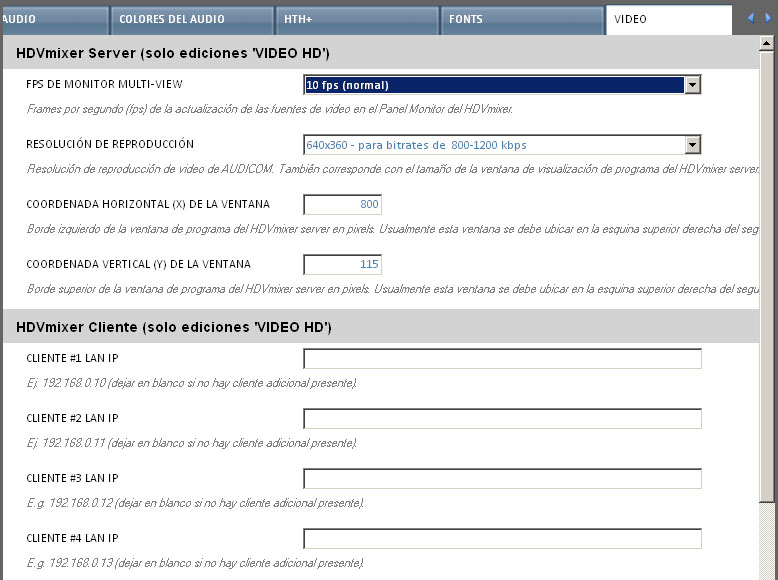 AUDIO COLORES DEL AUDIO HTH+ FONTS VIDEO
HDVmixer Server (solo ediciones 'VIDEO HD')
FPS DE MONITOR MULTI-VIEW 10 fps (normal)
Frames por segundo (fps) de la actualización de las fuentes de video en el Panel Monitor del HDVmixer.
RESOLUCIÓN DE REPRODUCCIÓN 640x360 - para bitrates de 800-1200 kbps
Resolución de reproducción de video de AUDICOM. También corresponde con el tamaño de la ventana de visualización de programa del HDVmixer server.
COORDENADA HORIZONTAL (X) DE LA VENTANA 800
Borde izquierdo de la ventana de programa del HDVmixer server en pixels. Usualmente esta ventana se debe ubicar en la esquina superior derecha del seg
COORDENADA VERTICAL (Y) DE LA VENTANA 115
Borde superior de la ventana de programa del HDVmixer server en pixels. Usualmente esta ventana se debe ubicar en la esquina superior derecha del segu
HDVmixer Cliente (solo ediciones 'VIDEO HD')
CLIENTE #1 LAN IP
Ej. 192.168.0.10 (dejar en blanco si no hay cliente adicional presente).
CLIENTE #2 LAN IP
Ej. 192.168.0.11 (dejar en blanco si no hay cliente adicional presente).
CLIENTE #3 LAN IP
E.g. 192.168.0.12 (dejar en blanco si no hay cliente adicional presente).
CLIENTE #4 LAN IP
E.g. 192.168.0.13 (dejar en blanco si no hay cliente adicional presente).